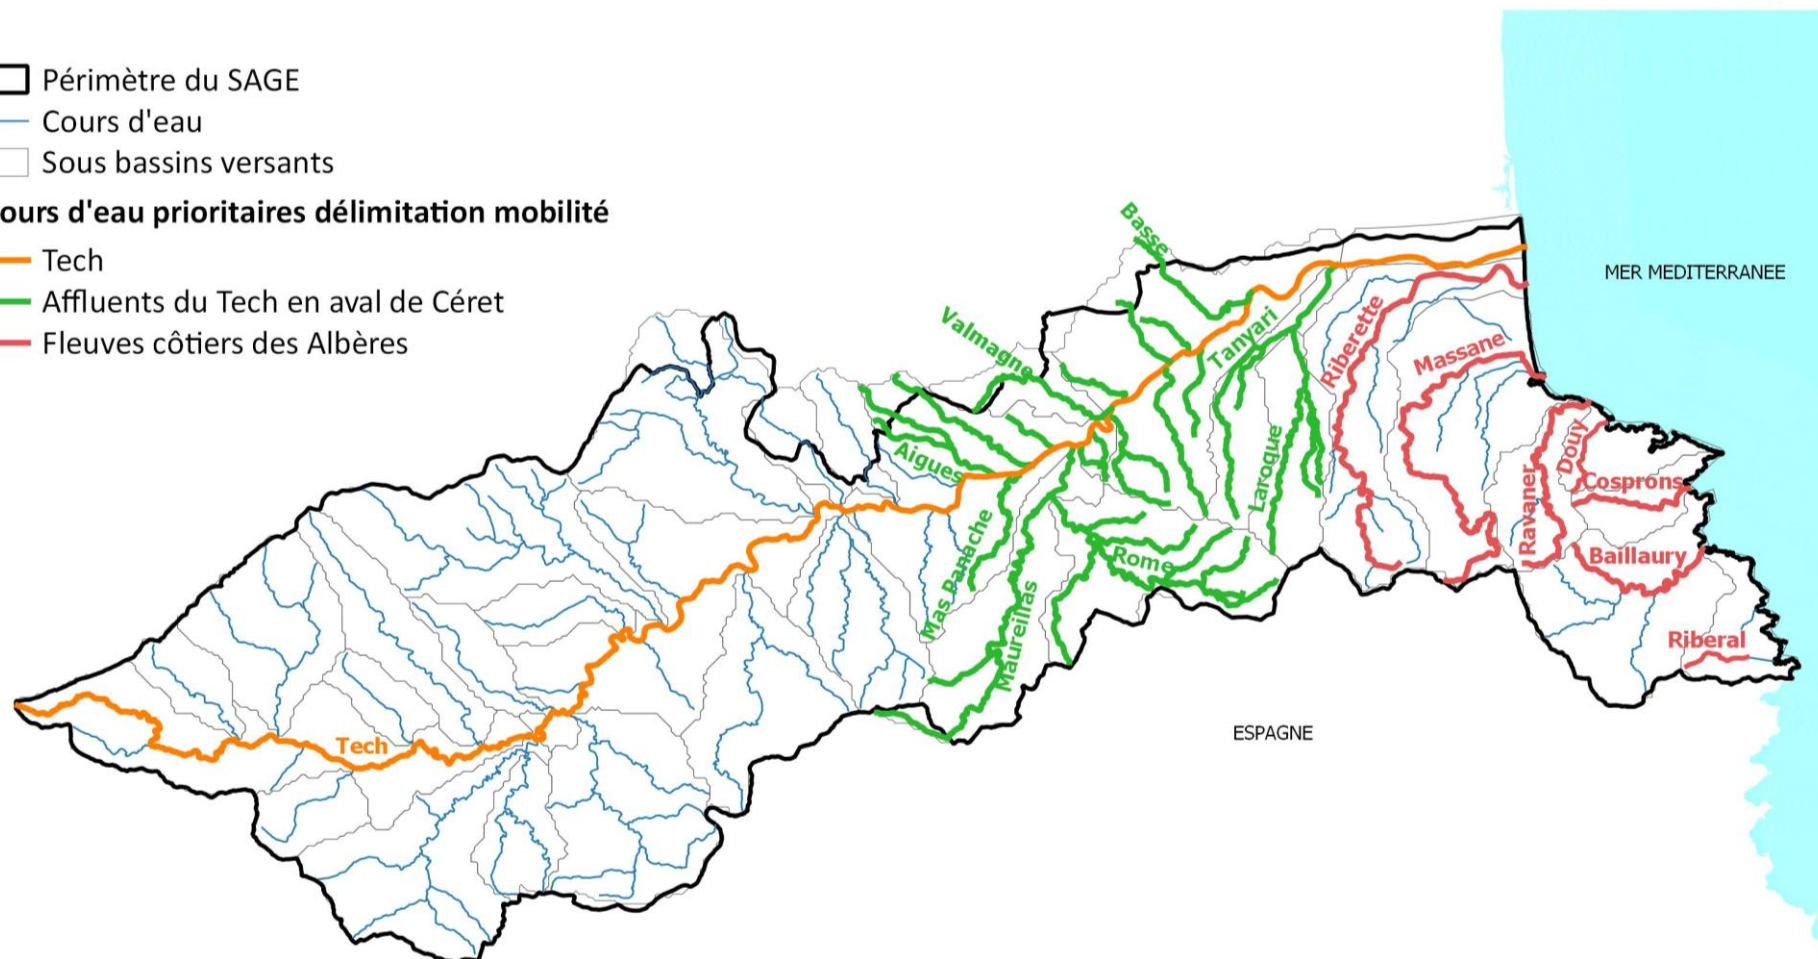 Périmètre du SAGE
Cours d'eau
Sous bassins versants
ours d'eau prioritaires délimitation mobilité
Tech
Affluents du Tech en aval de Céret
Fleuves côtiers des Albères
Basse
MER MEDITERRANEE
Valmagne
Tanyari
Riberette
Massane
Aigues
Laroque
Douy
Cosprons
Ravaner
Mas Panache
Rome
Baillaury
Maureillas
Riberal
Tech
ESPAGNE